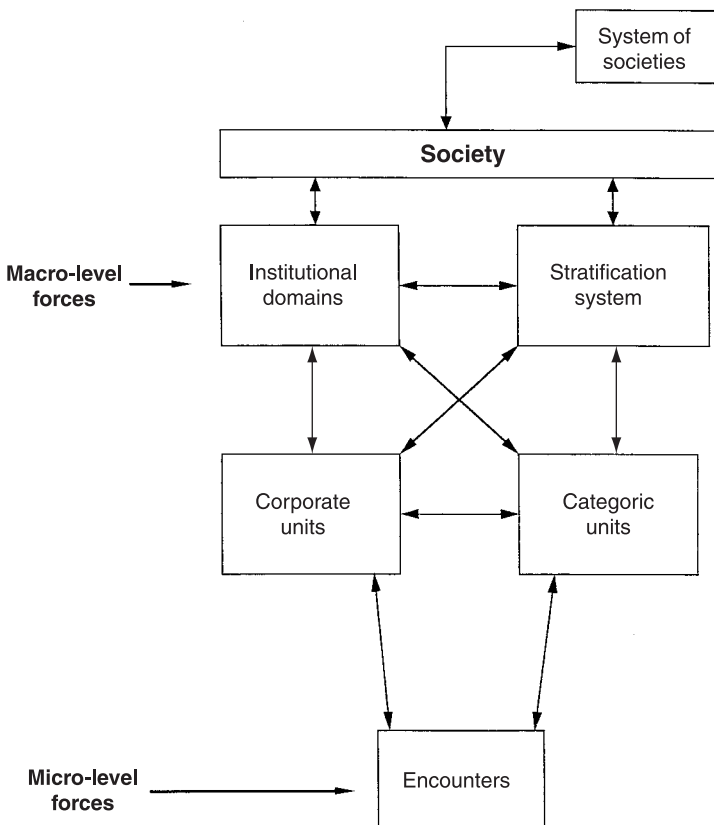 System of
societies
Society
Institutional
domains
Stratification
system
Macro-level
forces
Corporate
units
Categoric
units
Encounters
Micro-level
forces